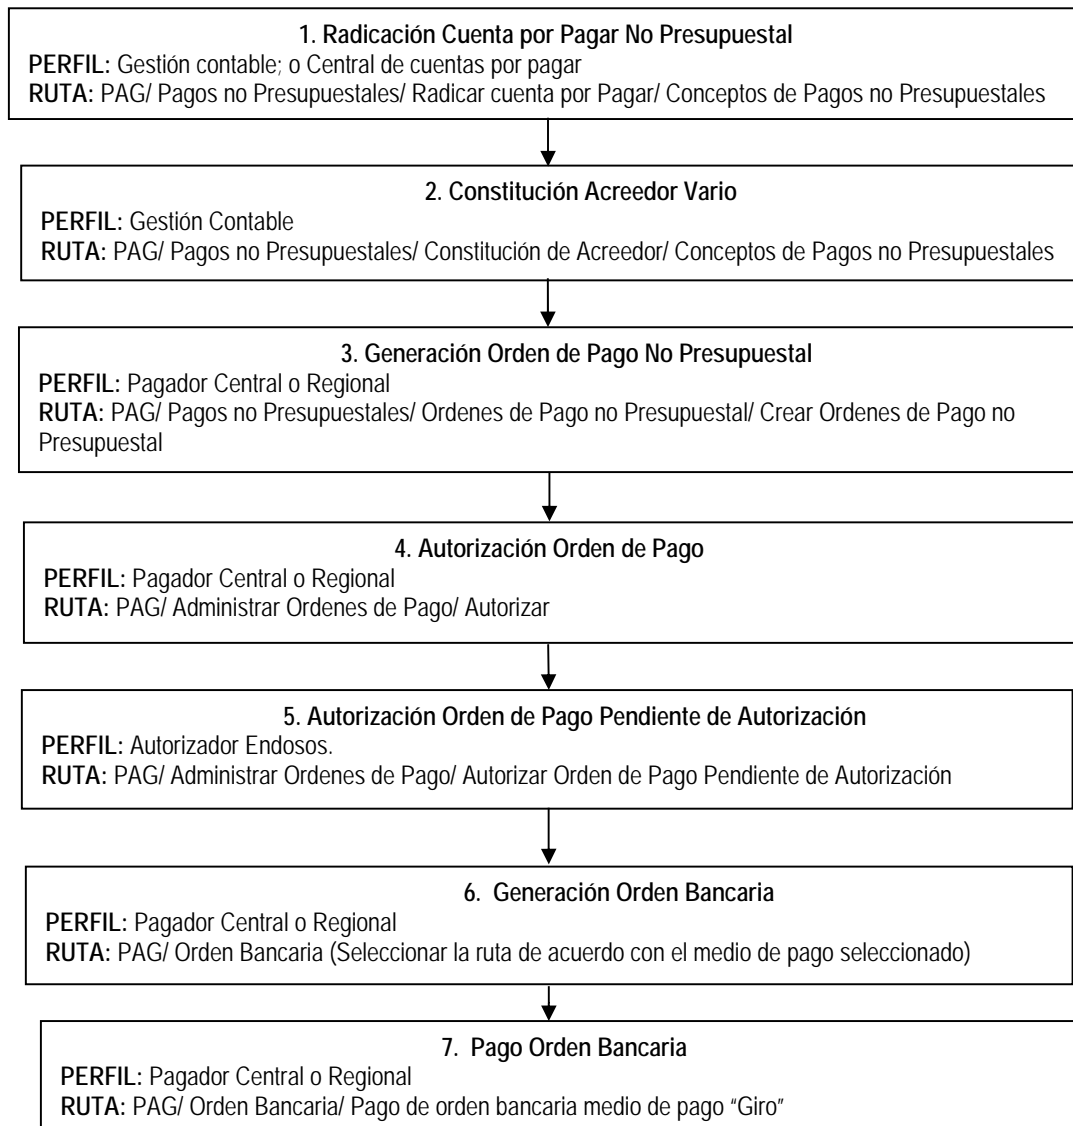 1. Radicación Cuenta por Pagar No Presupuestal
PERFIL: Gestión contable; o Central de cuentas por pagar
RUTA: PAG/ Pagos no Presupuestales/ Radicar cuenta por Pagar/ Conceptos de Pagos no Presupuestales
2. Constitución Acreedor Vario
PERFIL: Gestión Contable
RUTA: PAG/ Pagos no Presupuestales/ Constitución de Acreedor/ Conceptos de Pagos no Presupuestales
3. Generación Orden de Pago No Presupuestal
PERFIL: Pagador Central o Regional
RUTA: PAG/ Pagos no Presupuestales/ Ordenes de Pago no Presupuestal/ Crear Ordenes de Pago no
Presupuestal
4. Autorización Orden de Pago
PERFIL: Pagador Central o Regional
RUTA: PAG/ Administrar Ordenes de Pago/ Autorizar
5. Autorización Orden de Pago Pendiente de Autorización
PERFIL: Autorizador Endosos.
RUTA: PAG/ Administrar Ordenes de Pago/ Autorizar Orden de Pago Pendiente de Autorización
6. Generación Orden Bancaria
PERFIL: Pagador Central o Regional
RUTA: PAG/ Orden Bancaria (Seleccionar la ruta de acuerdo con el medio de pago seleccionado)
7. Pago Orden Bancaria
PERFIL: Pagador Central o Regional
RUTA: PAG/ Orden Bancaria/ Pago de orden bancaria medio de pago “Giro”